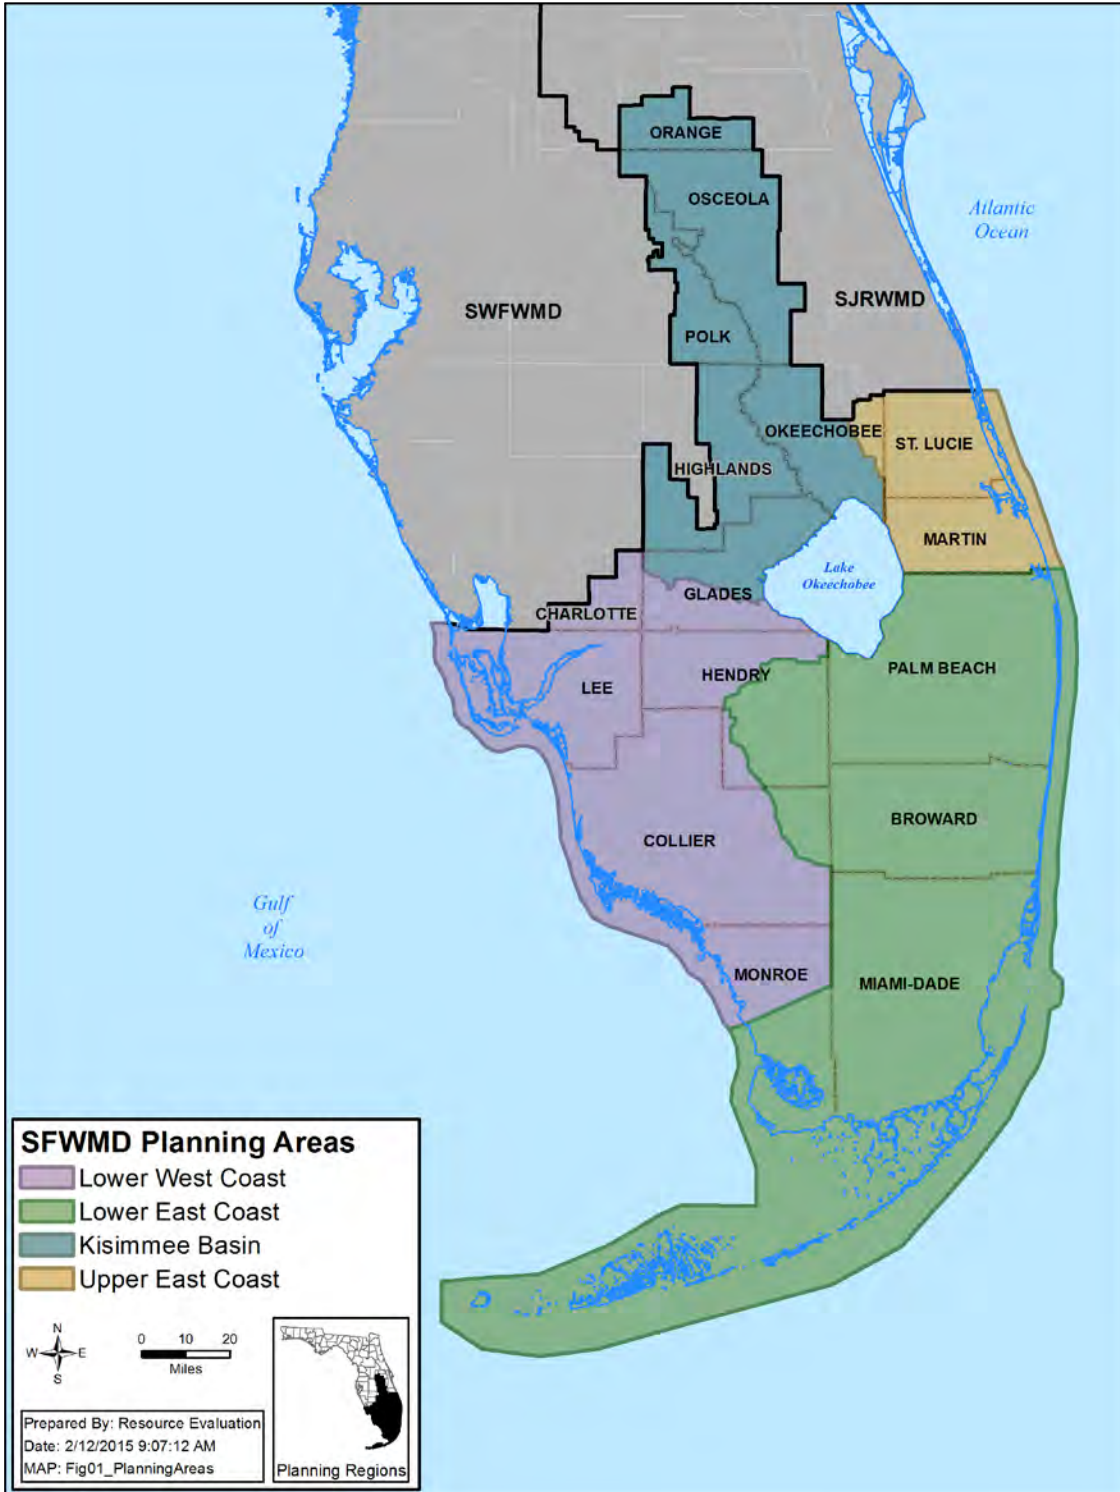 ORANGE
OSCEOLA
Atlantic
Ocean
SWFWMD
SJRWMD
POLK
OKEECHOBEE
ST. LUCIE
HIGHLANDS
MARTIN
Lake
Okeechobee
GLADES
CHARLOTTE
PALM BEACH
HENDRY
LEE
BROWARD
COLLIER
Gulf
of
Mexico
MONROE
MIAMI-DADE
SFWMD Planning Areas
Lower West Coast
Lower East Coast
Kisimmee Basin
Upper East Coast
N
W E
S
0 10 20
Miles
Prepared By: Resource Evaluation
Date: 2/12/2015 9:07:12 AM
MAP: Fig01_PlanningAreas
Planning Regions